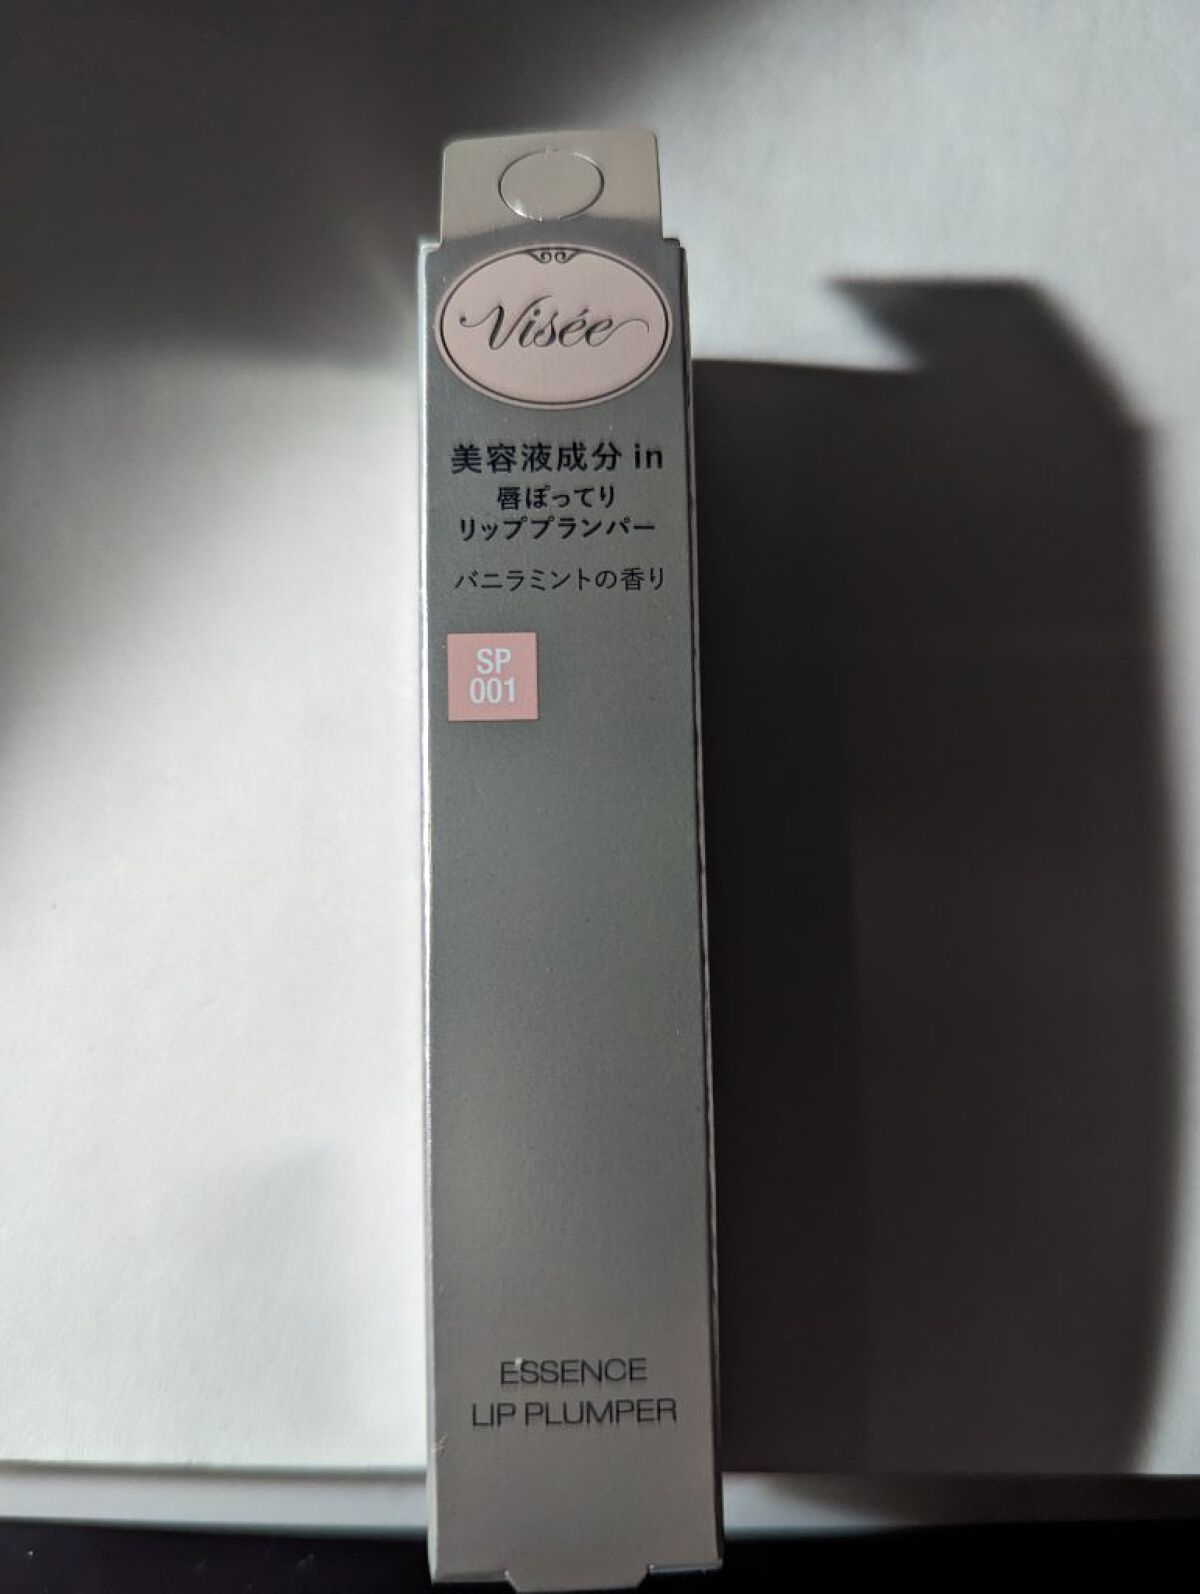 Visée
美容液成分 in
唇ぽってり
リッププランパー
バニラミントの香り
SP
001
ESSENCE
LIP PLUMPER